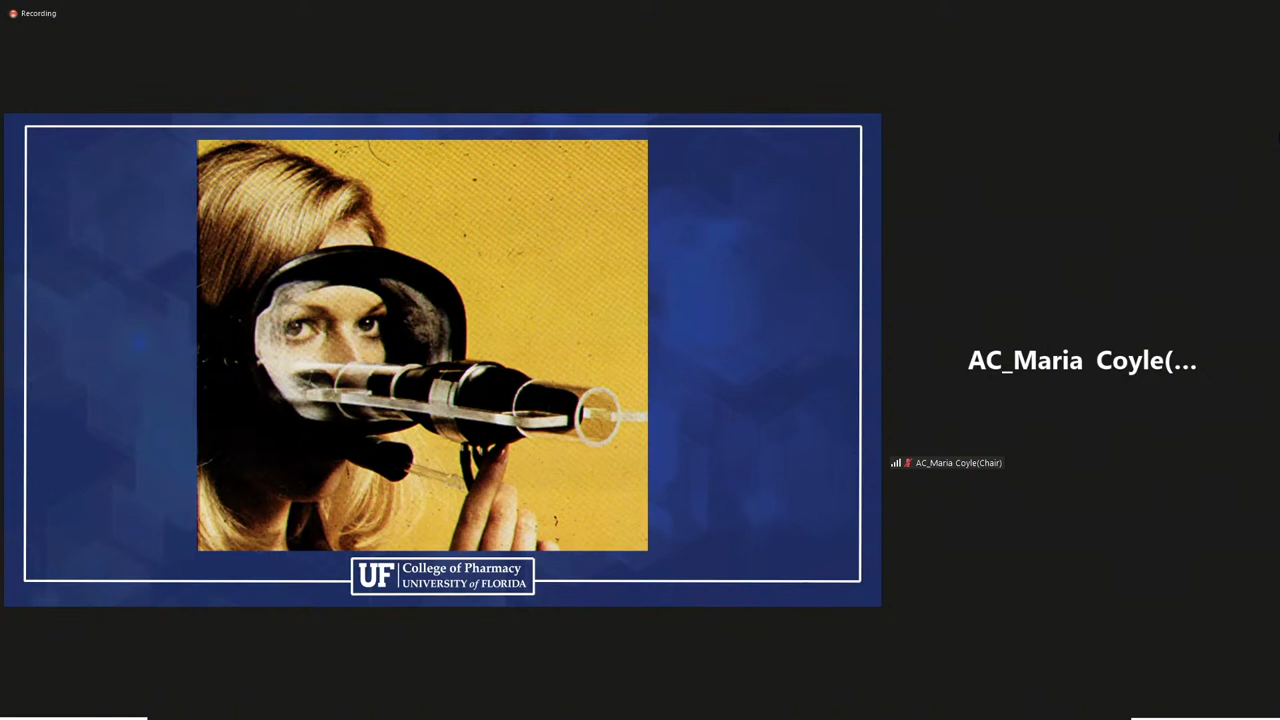 Recording
AC_Maria Coyle(...
AC_Maria Coyle(Chair)
UF College of Pharmacy
UNIVERSITY of FLORIDA